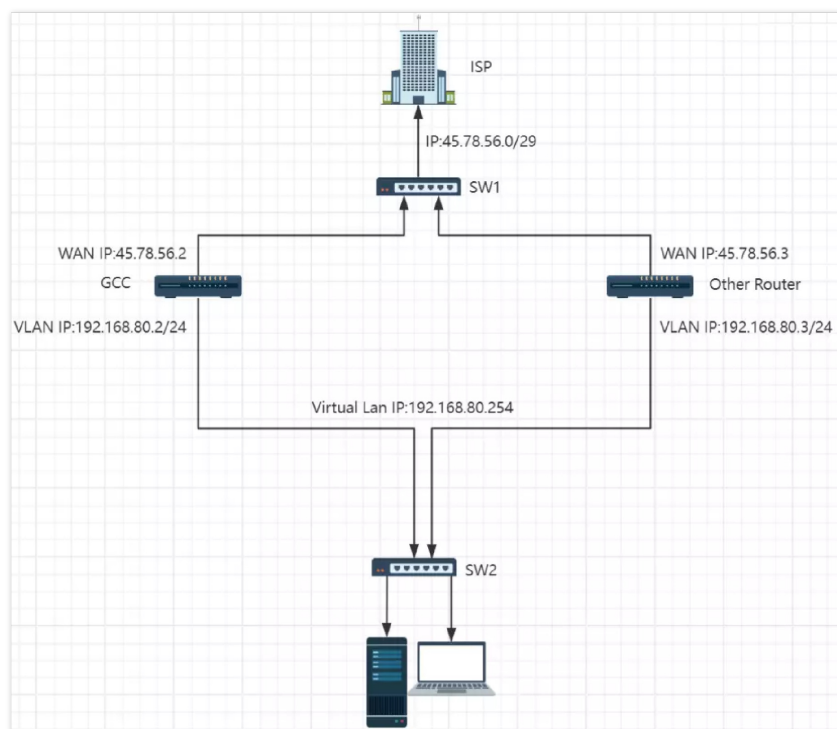 ISP
IP:45.78.56.0/29
SW1
WAN IP:45.78.56.2
WAN IP:45.78.56.3
GCC
Other Router
VLAN IP:192.168.80.2/24
VLAN IP:192.168.80.3/24
Virtual Lan IP:192.168.80.254
SW2